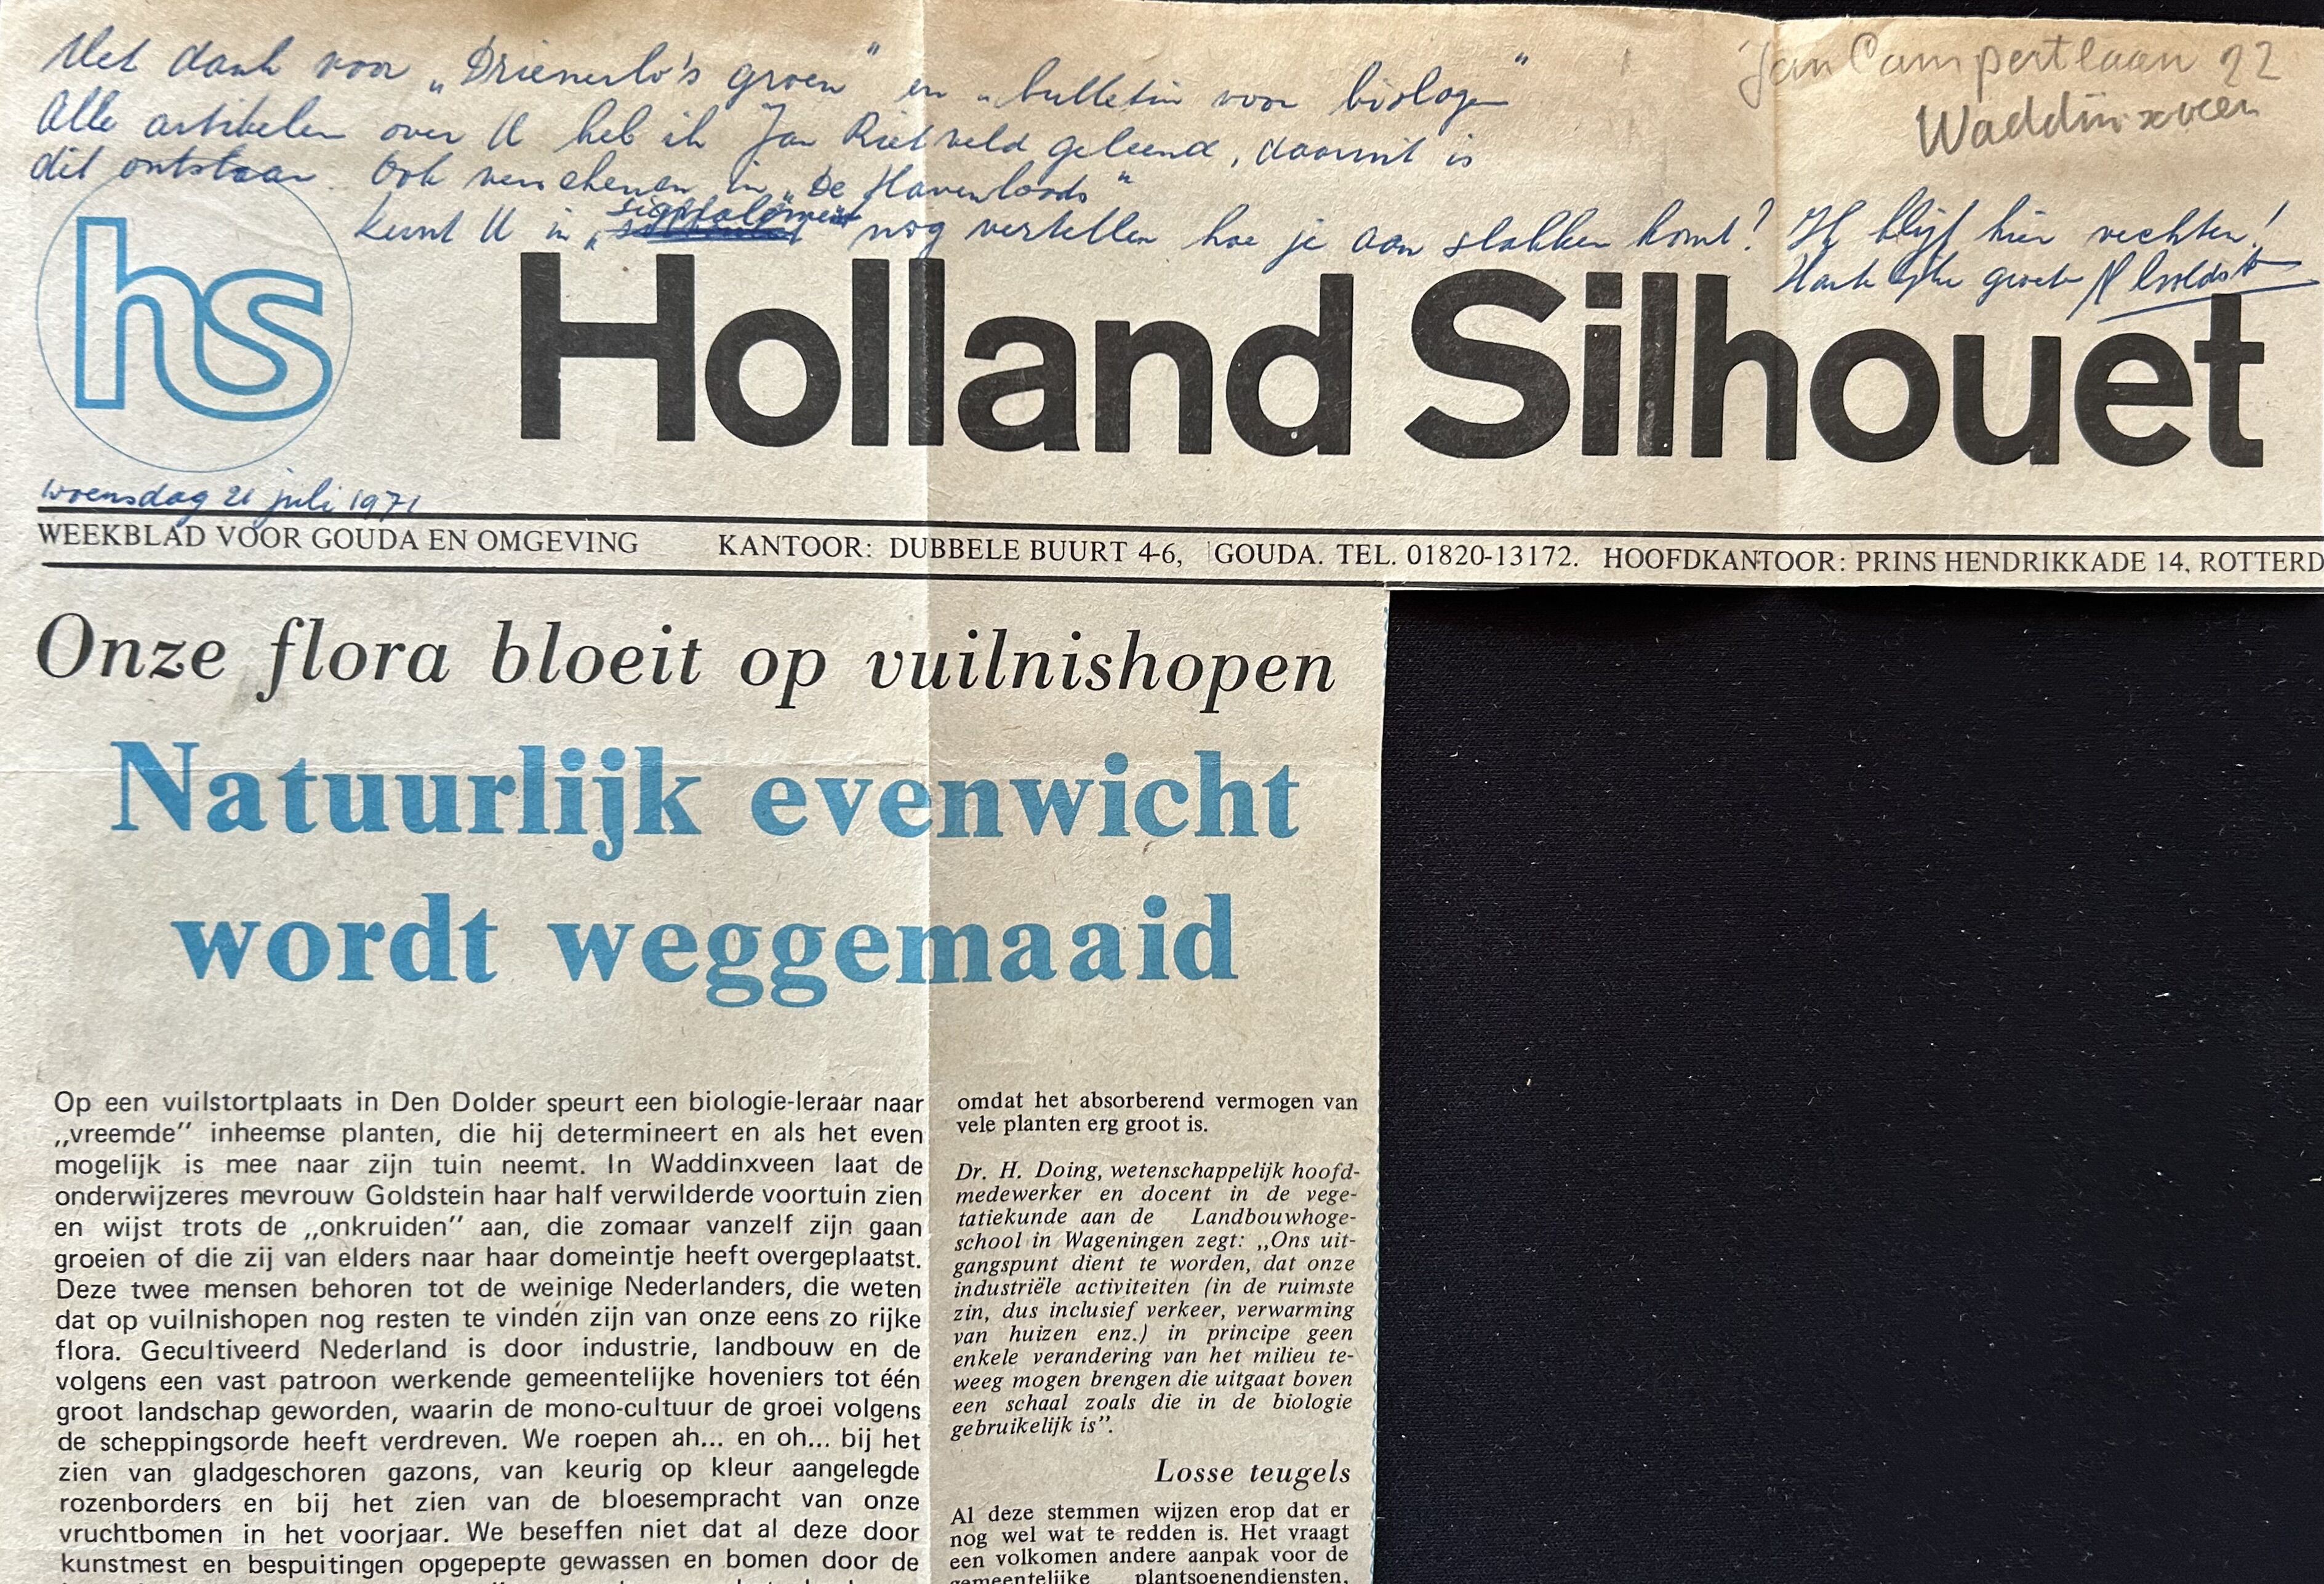 Met dank voor „Drienerlo's groen" en „bulletin voor biologen"
Alle artikelen over U heb ik Jan Rietveld geleend, daaruit is
dit ontstaan. Ook verschenen in „De Havenloods"
kunt U in nog vertellen hoe je aan slakken komt? Ik blijf hier vechten!
Hartelijke groeten
Jan Campertlaan 22
Waddinxveen
hs
Holland Silhouet
woensdag 21 juli 1971
WEEKBLAD VOOR GOUDA EN OMGEVING KANTOOR: DUBBELE BUURT 4-6, GOUDA. TEL. 01820-13172. HOOFDKANTOOR: PRINS HENDRIKKADE 14, ROTTERD
Onze flora bloeit op vuilnishopen
Natuurlijk evenwicht
wordt weggemaaid
Op een vuilstortplaats in Den Dolder speurt een biologie-leraar naar
,,vreemde" inheemse planten, die hij determineert en als het even
mogelijk is mee naar zijn tuin neemt. In Waddinxveen laat de
onderwijzeres mevrouw Goldstein haar half verwilderde voortuin zien
en wijst trots de ,,onkruiden" aan, die zomaar vanzelf zijn gaan
groeien of die zij van elders naar haar domeintje heeft overgeplaatst.
Deze twee mensen behoren tot de weinige Nederlanders, die weten
dat op vuilnishopen nog resten te vinden zijn van onze eens zo rijke
flora. Gecultiveerd Nederland is door industrie, landbouw en de
volgens een vast patroon werkende gemeentelijke hoveniers tot één
groot landschap geworden, waarin de mono-cultuur de groei volgens
de scheppingsorde heeft verdreven. We roepen ah... en oh... bij het
zien van gladgeschoren gazons, van keurig op kleur aangelegde
rozenborders en bij het zien van de bloesempracht van onze
vruchtbomen in het voorjaar. We beseffen niet dat al deze door
kunstmest en bespuitingen opgepepte gewassen en bomen door de
omdat het absorberend vermogen van
vele planten erg groot is.
Dr. H. Doing, wetenschappelijk hoofd-
medewerker en docent in de vege-
tatiekunde aan de Landbouwhoge-
school in Wageningen zegt: ,,Ons uit-
gangspunt dient te worden, dat onze
industriële activiteiten (in de ruimste
zin, dus inclusief verkeer, verwarming
van huizen enz.) in principe geen
enkele verandering van het milieu te-
weeg mogen brengen die uitgaat boven
een schaal zoals die in de biologie
gebruikelijk is".
Losse teugels
Al deze stemmen wijzen erop dat er
nog wel wat te redden is. Het vraagt
een volkomen andere aanpak voor de
gemeentelijke plantsoenendiensten,